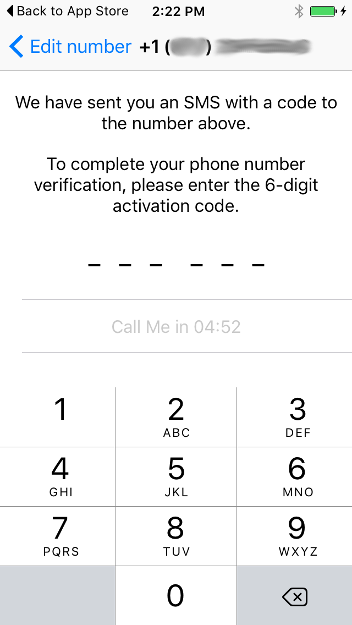 Back to App Store 2:22 PM
Edit number +1 ( )
We have sent you an SMS with a code to
the number above.
To complete your phone number
verification, please enter the 6-digit
activation code.
_ _ _ _ _ _
Call Me in 04:52
1 2 3
ABC DEF
4 5 6
GHI JKL MNO
7 8 9
PQRS TUV WXYZ
0